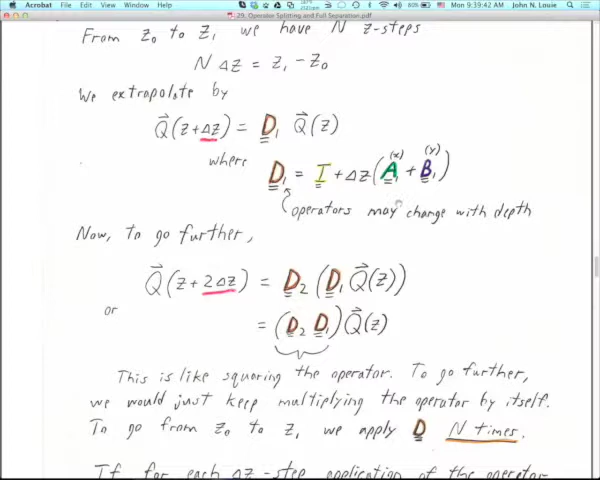 Acrobat File Edit View Window Help 80% Mon 9:39:42 AM John N. Louie
29. Operator Splitting and Full Separation.pdf
From z₀ to z₁, we have N z-steps
N Δz = z₁ - z₀
We extrapolate by
Q⃗(z+Δz) = D₁ Q⃗(z)
where
(x) (y)
D₁ = I + Δz(A₁ + B₁)
operators may change with depth
Now, to go further,
Q⃗(z+2Δz) = D₂ (D₁ Q⃗(z))
or
= (D₂ D₁) Q⃗(z)
This is like squaring the operator. To go further,
we would just keep multiplying the operator by itself.
To go from z₀ to z₁, we apply D N times.
If for each Δz-step application of the operator